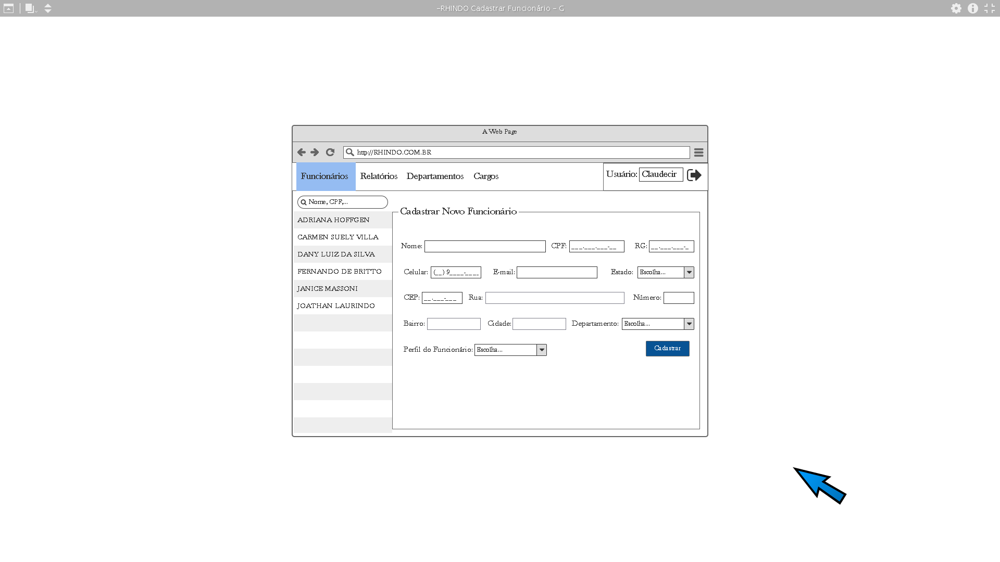 -RHINDO Cadastrar Funcionário - G
A Web Page
http://RHINDO.COM.BR
Funcionários Relatórios Departamentos Cargos Usuário: Claudecir
Nome, CPF,...
ADRIANA HOFFGEN
CARMEN SUELY VILLA
DANY LUIZ DA SILVA
FERNANDO DE BRITTO
JANICE MASSONI
JOATHAN LAURINDO
Cadastrar Novo Funcionário
Nome: CPF: ___.___.___-__ RG: __.___.___-_
Celular: (__) 9____-____ E-mail: Estado: Escolha...
CEP: __.___-___ Rua: Número:
Bairro: Cidade: Departamento: Escolha...
Perfil do Funcionário: Escolha... Cadastrar